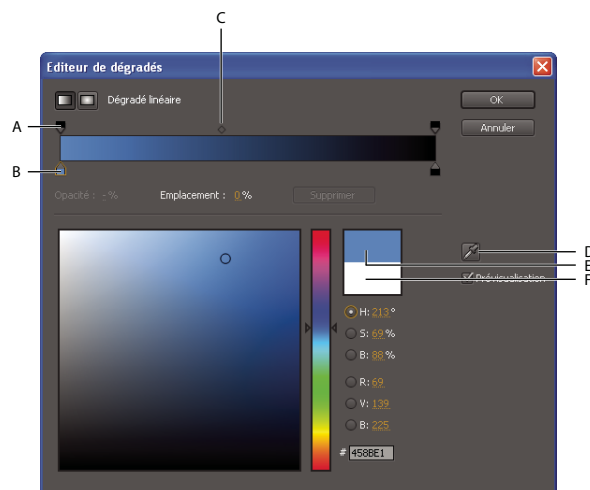 C
Editeur de dégradés
Dégradé linéaire
OK
A
Annuler
B
Opacité : -%
Emplacement : 0 %
Supprimer
D
E
F
Prévisualisation
H: 213 °
S: 69 %
B: 88 %
R: 69
V: 139
B: 225
# 458BE1